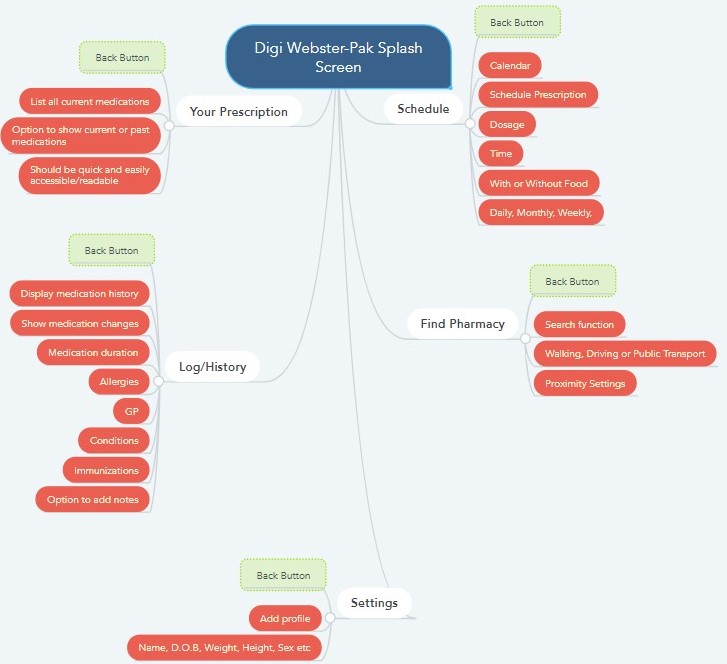 Digi Webster-Pak Splash
Screen
Your Prescription
Back Button
List all current medications
Option to show current or past
medications
Should be quick and easily
accessible/readable
Schedule
Back Button
Calendar
Schedule Prescription
Dosage
Time
With or Without Food
Daily, Monthly, Weekly,
Log/History
Back Button
Display medication history
Show medication changes
Medication duration
Allergies
GP
Conditions
Immunizations
Option to add notes
Find Pharmacy
Back Button
Search function
Walking, Driving or Public Transport
Proximity Settings
Settings
Back Button
Add profile
Name, D.O.B, Weight, Height, Sex etc